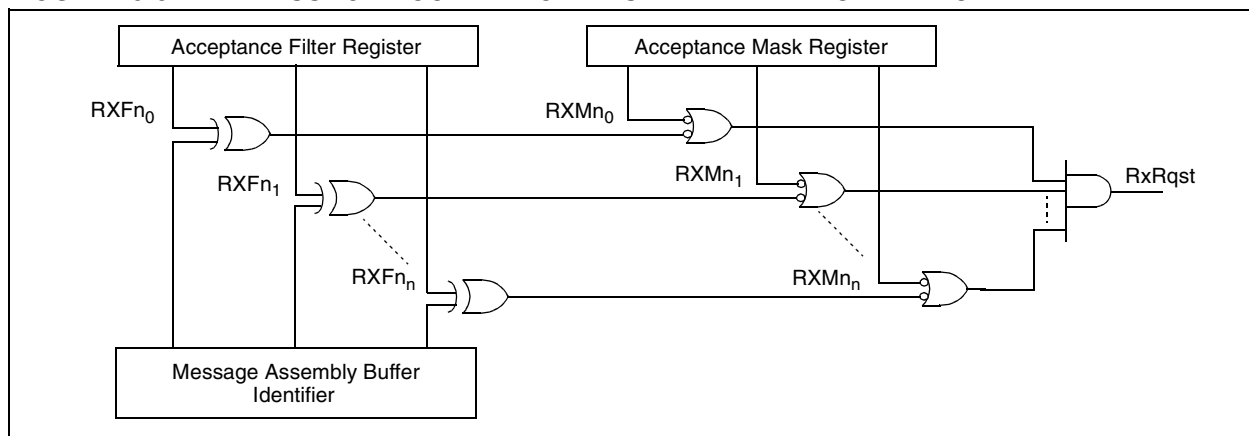 Acceptance Filter Register
Acceptance Mask Register
RXFn0
RXMn0
RXFn1
RXMn1
RxRqst
RXFnn
RXMnn
Message Assembly Buffer
Identifier